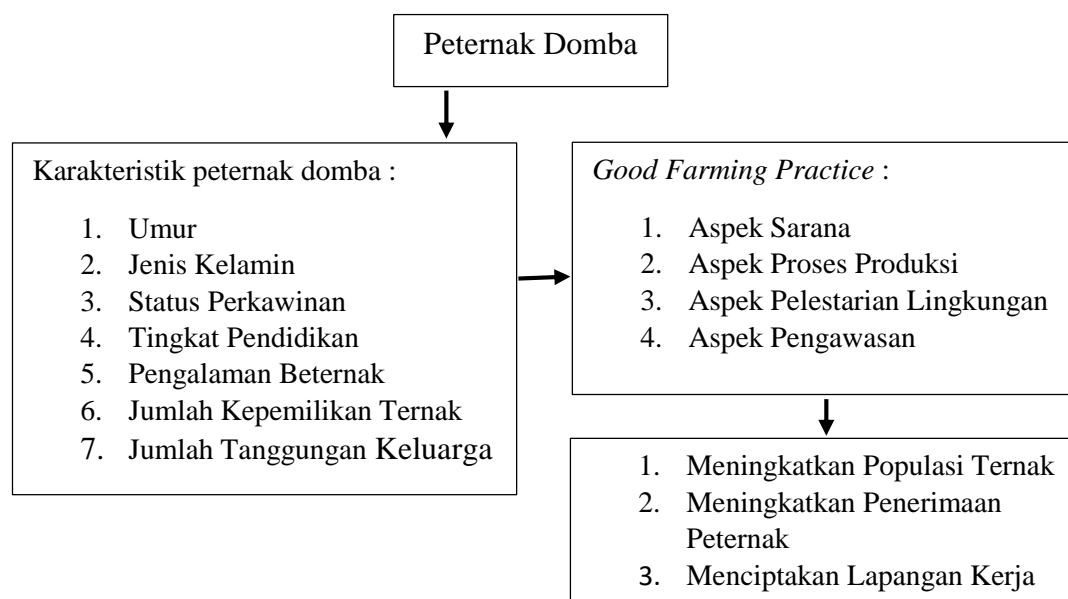 Peternak Domba
Karakteristik peternak domba :
1. Umur
2. Jenis Kelamin
3. Status Perkawinan
4. Tingkat Pendidikan
5. Pengalaman Beternak
6. Jumlah Kepemilikan Ternak
7. Jumlah Tanggungan Keluarga
Good Farming Practice :
1. Aspek Sarana
2. Aspek Proses Produksi
3. Aspek Pelestarian Lingkungan
4. Aspek Pengawasan
1. Meningkatkan Populasi Ternak
2. Meningkatkan Penerimaan
Peternak
3. Menciptakan Lapangan Kerja